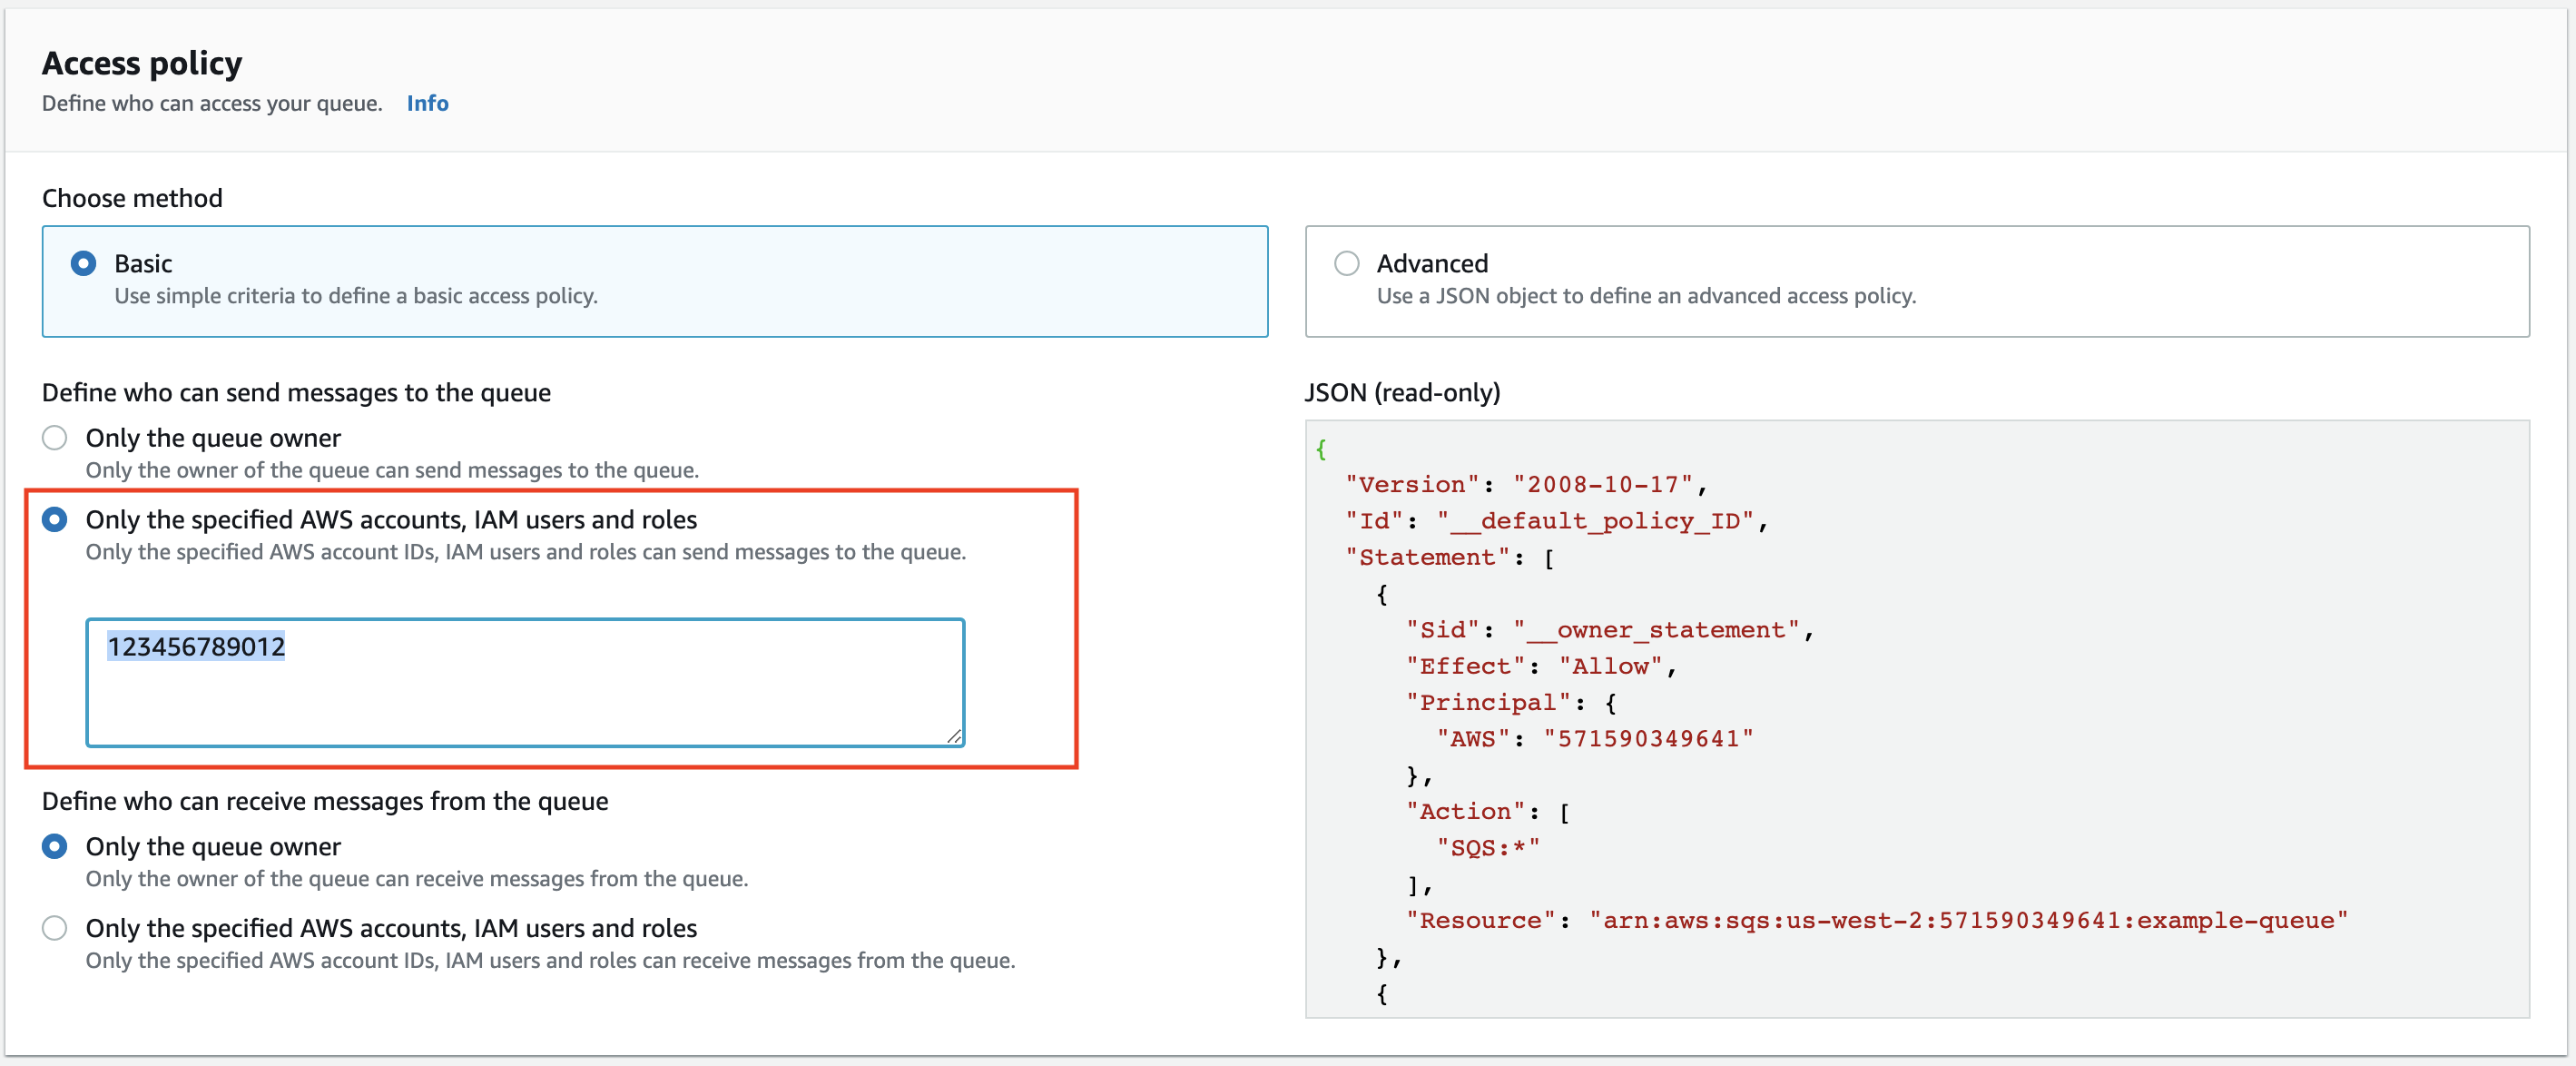 Access policy
Define who can access your queue. Info
Choose method
Basic
Use simple criteria to define a basic access policy.
Advanced
Use a JSON object to define an advanced access policy.
Define who can send messages to the queue
Only the queue owner
Only the owner of the queue can send messages to the queue.
Only the specified AWS accounts, IAM users and roles
Only the specified AWS account IDs, IAM users and roles can send messages to the queue.
123456789012
Define who can receive messages from the queue
Only the queue owner
Only the owner of the queue can receive messages from the queue.
Only the specified AWS accounts, IAM users and roles
Only the specified AWS account IDs, IAM users and roles can receive messages from the queue.
JSON (read-only)
{
  "Version": "2008-10-17",
  "Id": "__default_policy_ID",
  "Statement": [
    {
      "Sid": "__owner_statement",
      "Effect": "Allow",
      "Principal": {
        "AWS": "571590349641"
      },
      "Action": [
        "SQS:*"
      ],
      "Resource": "arn:aws:sqs:us-west-2:571590349641:example-queue"
    },
    {